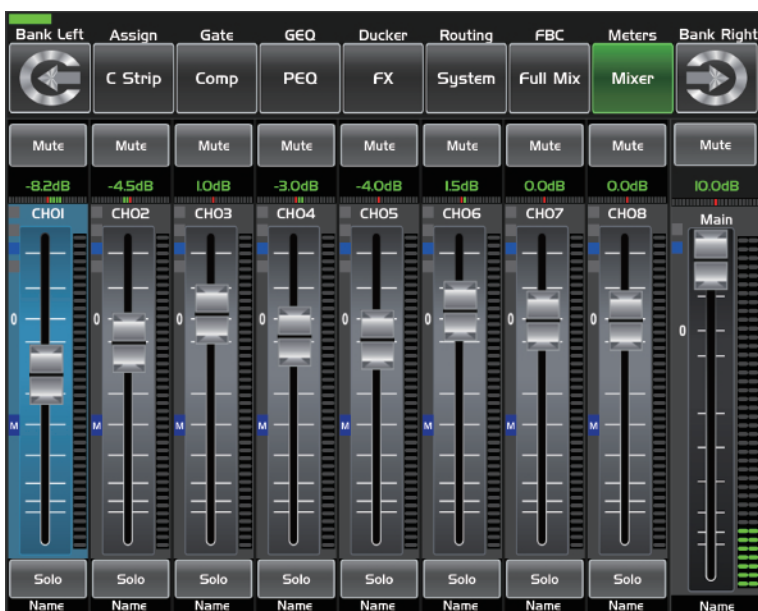 Bank Left Assign Gate GEQ Ducker Routing FBC Meters Bank Right
C Strip Comp PEQ FX System Full Mix Mixer
Mute Mute Mute Mute Mute Mute Mute Mute Mute
-8.2dB -4.5dB 1.0dB -3.0dB -4.0dB 1.5dB 0.0dB 0.0dB 10.0dB
CH01 CH02 CH03 CH04 CH05 CH06 CH07 CH08 Main
0 0 0 0 0 0 0 0 0
M M M M M M M M
Solo Solo Solo Solo Solo Solo Solo Solo
Name Name Name Name Name Name Name Name Name